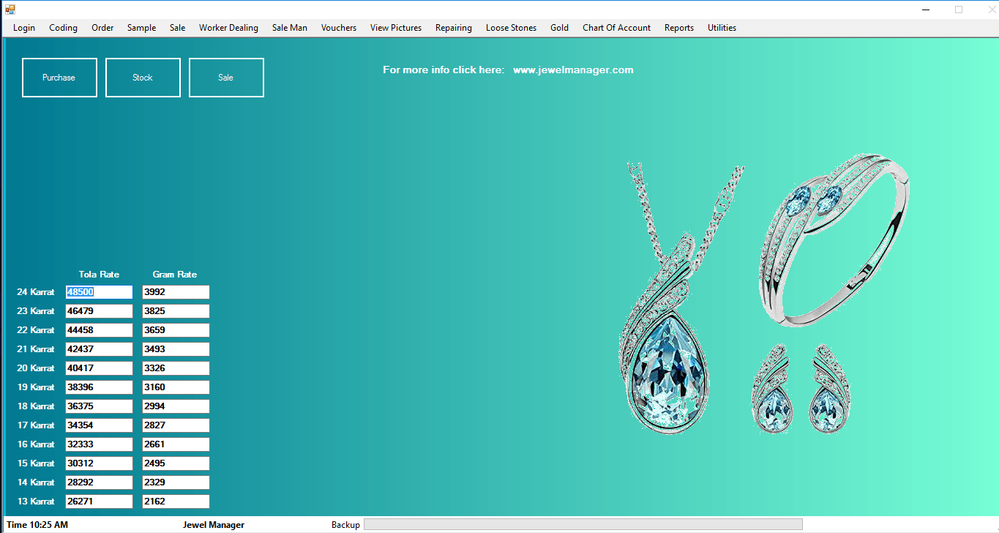 Login Coding Order Sample Sale Worker Dealing Sale Man Vouchers View Pictures Repairing Loose Stones Gold Chart Of Account Reports Utilities
Purchase Stock Sale
For more info click here: www.jewelmanager.com
Tola Rate Gram Rate
24 Karrat 48500 3992
23 Karrat 46479 3825
22 Karrat 44458 3659
21 Karrat 42437 3493
20 Karrat 40417 3326
19 Karrat 38396 3160
18 Karrat 36375 2994
17 Karrat 34354 2827
16 Karrat 32333 2661
15 Karrat 30312 2495
14 Karrat 28292 2329
13 Karrat 26271 2162
Time 10:25 AM Jewel Manager Backup